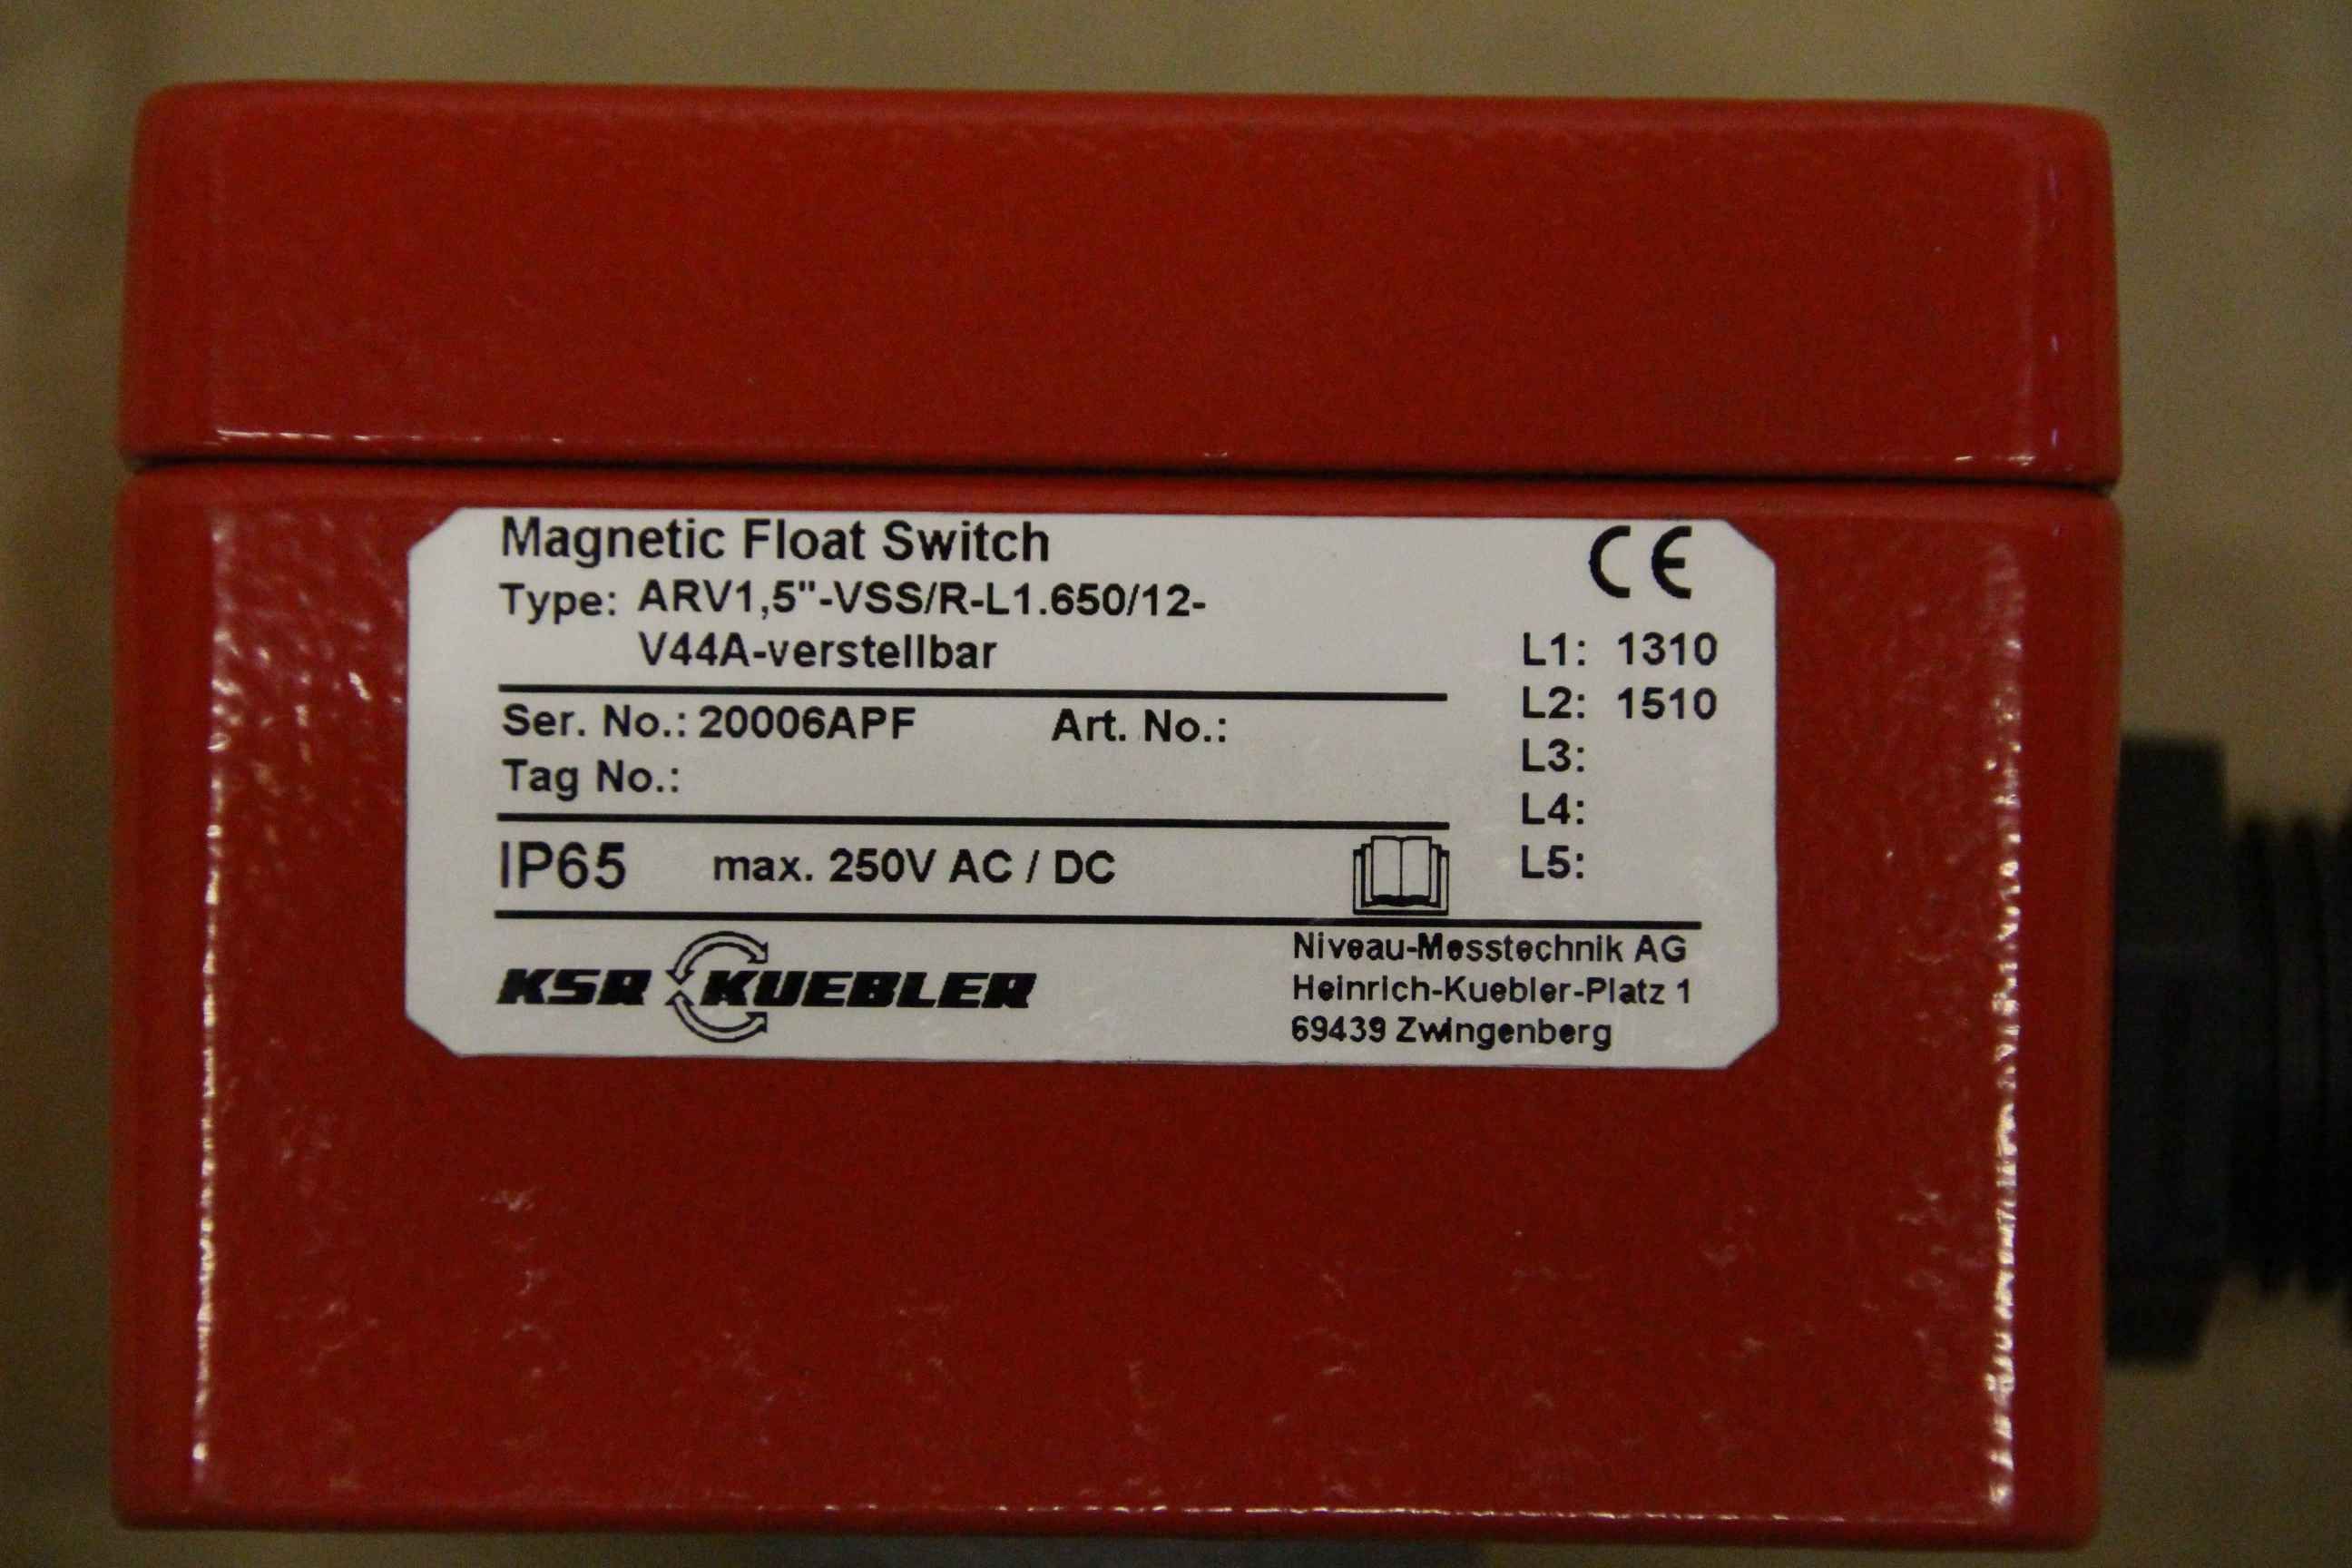 Magnetic Float Switch
CE
Type: ARV1,5"-VSS/R-L1.650/12-
V44A-verstellbar
L1: 1310
L2: 1510
L3:
L4:
L5:
Ser. No.: 20006APF Art. No.:
Tag No.:
IP65 max. 250V AC / DC
KSR KUEBLER
Niveau-Messtechnik AG
Heinrich-Kuebler-Platz 1
69439 Zwingenberg